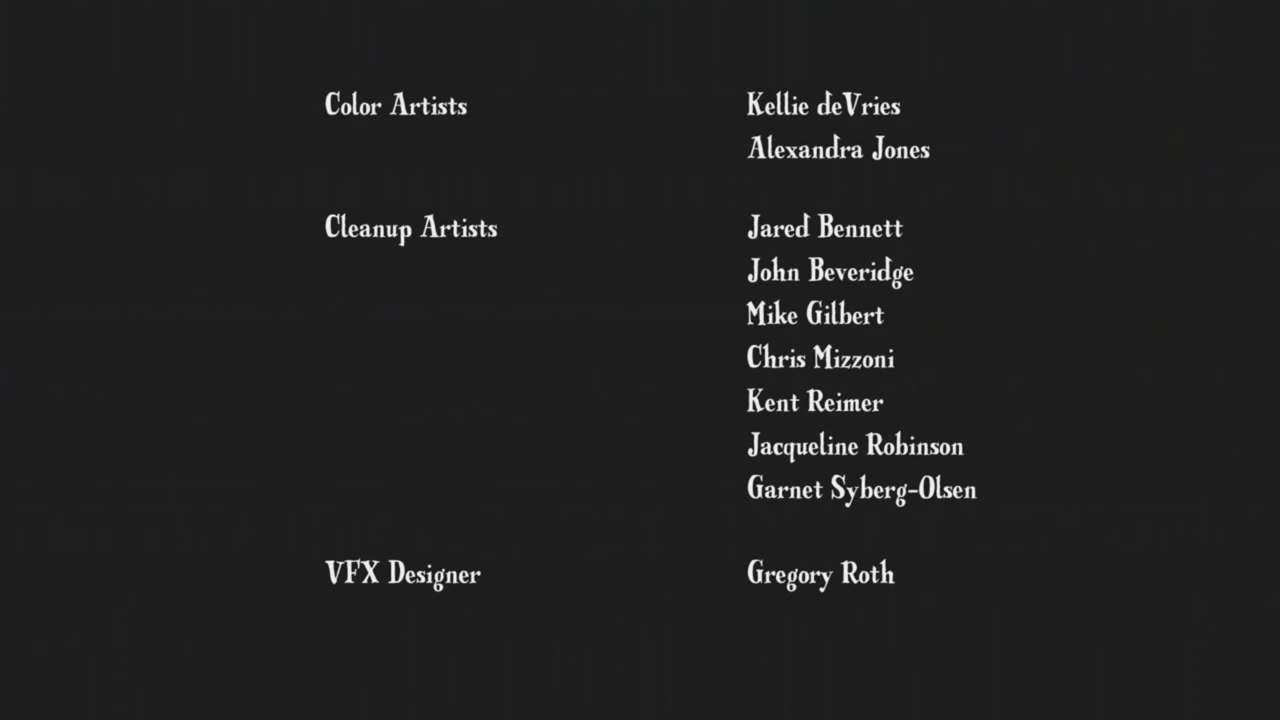 Color Artists Kellie deVries
Alexandra Jones
Cleanup Artists Jared Bennett
John Beveridge
Mike Gilbert
Chris Mizzoni
Kent Reimer
Jacqueline Robinson
Garnet Syberg-Olsen
VFX Designer Gregory Roth